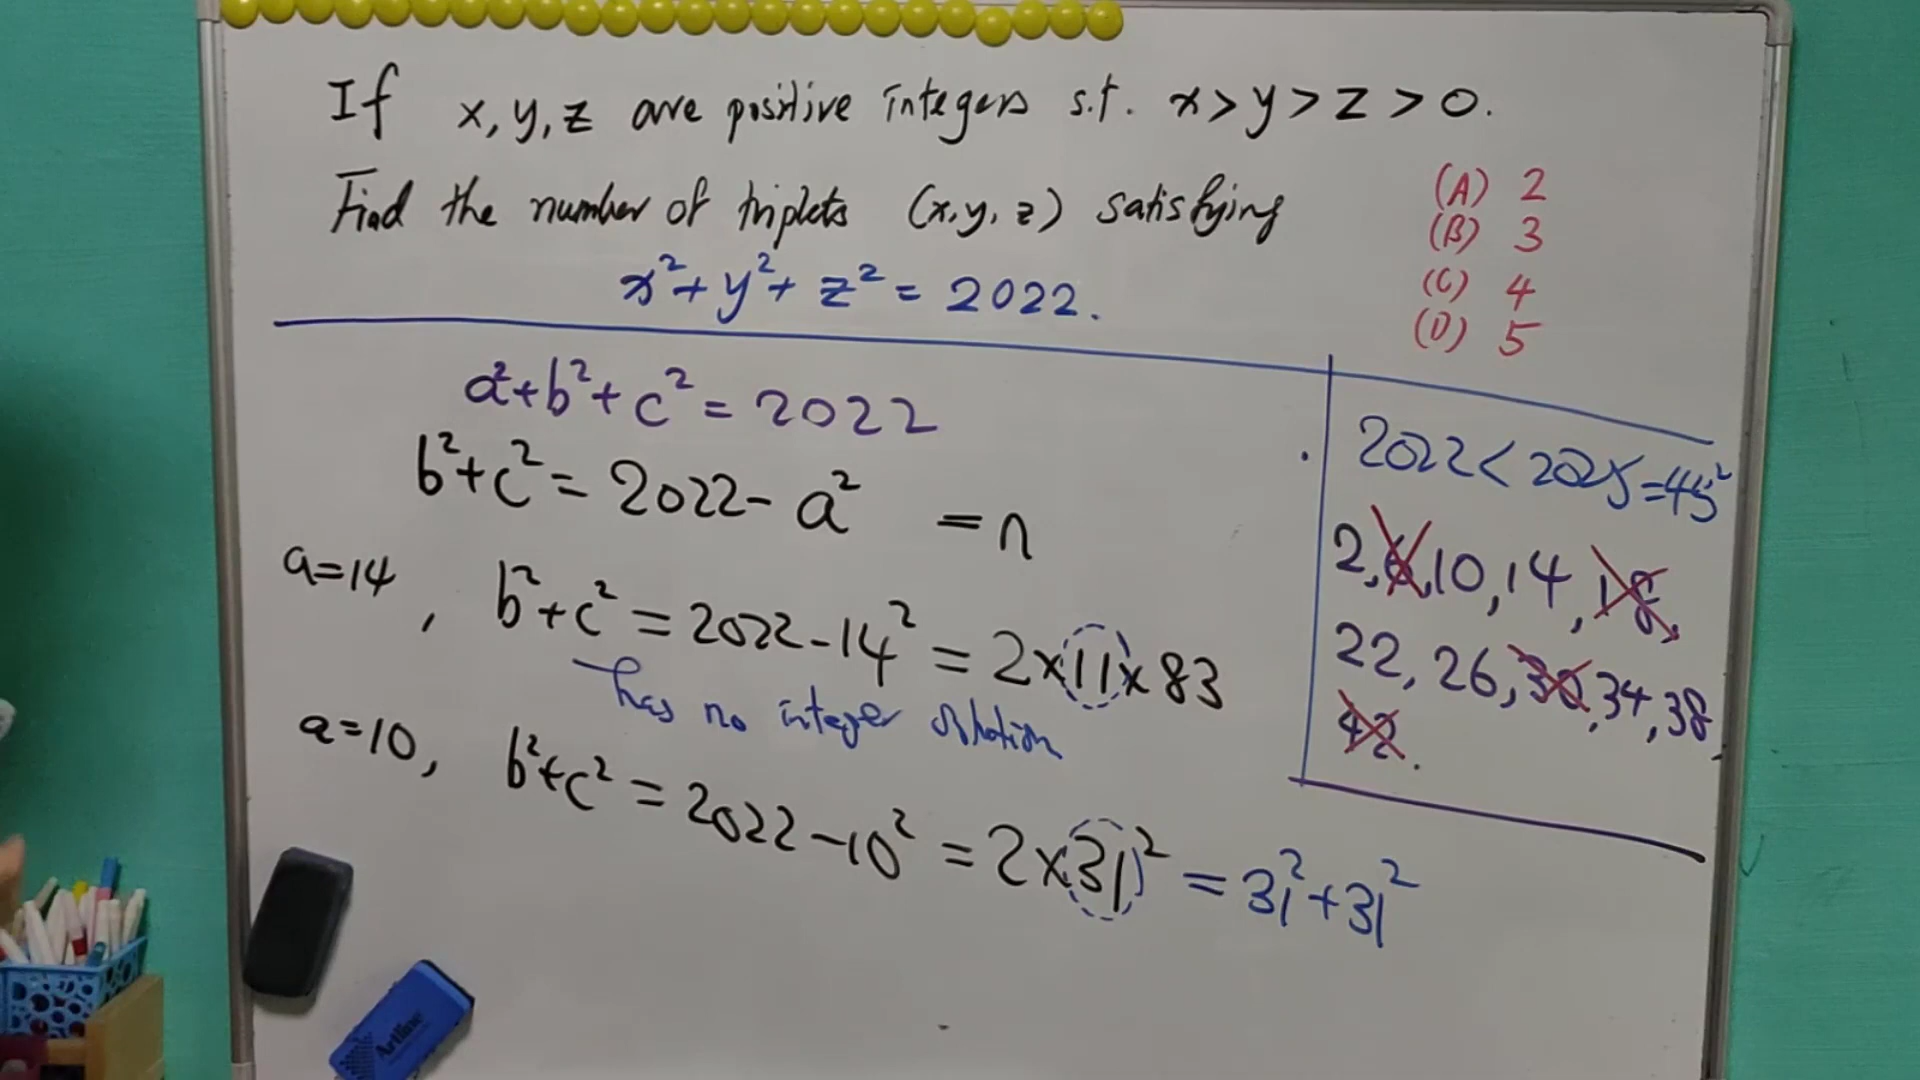 If x, y, z are positive integers s.t. x > y > z > 0.
Find the number of triplets (x, y, z) satisfying
x² + y² + z² = 2022.
(A) 2
(B) 3
(C) 4
(D) 5
a² + b² + c² = 2022
b² + c² = 2022 - a² = n
a=14, b² + c² = 2022 - 14² = 2 × 11 × 83
has no integer solution
a=10, b² + c² = 2022 - 10² = 2 × 31² = 31² + 31²
2022 < 2025 = 45²
2, 6, 10, 14, 18,
22, 26, 30, 34, 38,
42.
Artline